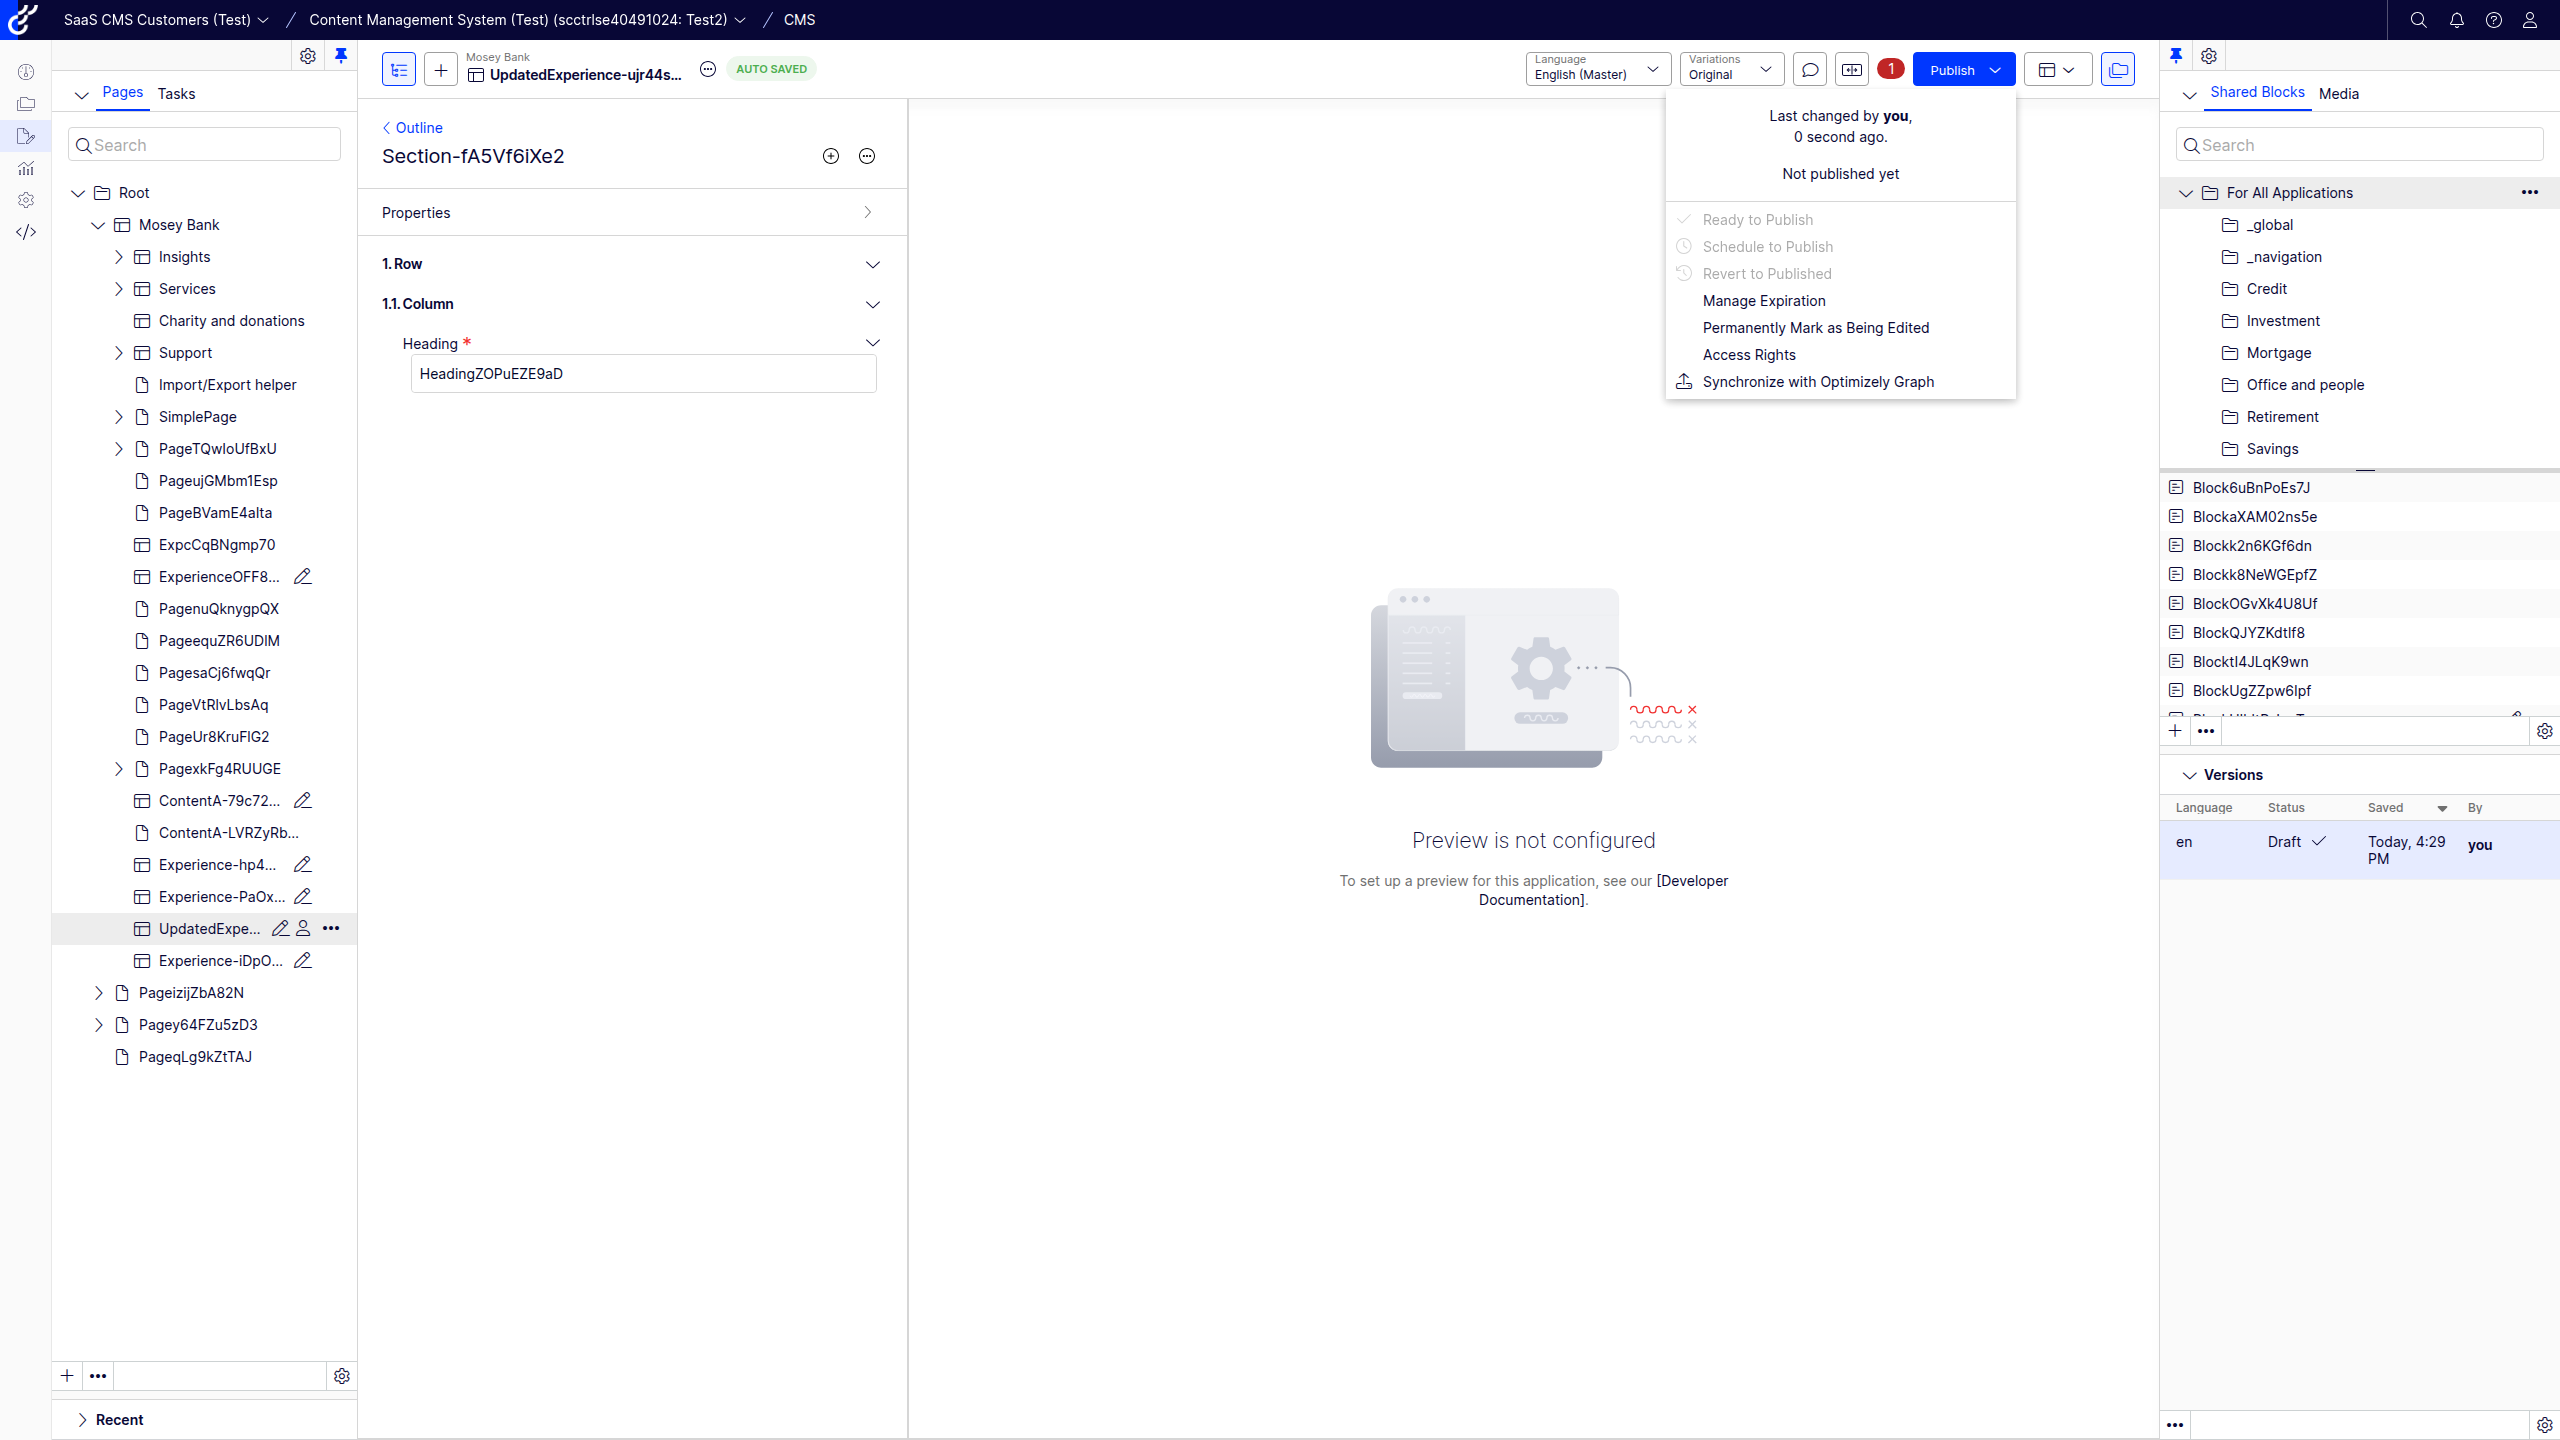 SaaS CMS Customers (Test) / Content Management System (Test) (scctrlse40491024: Test2) / CMS
Pages Tasks
Search
Root
Mosey Bank
Insights
Services
Charity and donations
Support
Import/Export helper
SimplePage
PageTQwIoUfBxU
PageujGMbm1Esp
PageBVamE4aIta
ExpcCqBNgmp70
ExperienceOFF8...
PagenuQknygpQX
PageequZR6UDIM
PagesaCj6fwqQr
PageVtRlvLbsAq
PageUr8KruFlG2
PagexkFg4RUUGE
ContentA-79c72...
ContentA-LVRZyRb...
Experience-hp4...
Experience-PaOx...
UpdatedExpe...
Experience-iDpO...
PageizijZbA82N
Pagey64FZu5zD3
PageqLg9kZtTAJ
Recent
Mosey Bank
UpdatedExperience-ujr44s...
AUTO SAVED
Language
English (Master)
Variations
Original
1
Publish
Outline
Section-fA5Vf6iXe2
Properties
1. Row
1.1. Column
Heading *
HeadingZOPuEZE9aD
Last changed by you,
0 second ago.
Not published yet
Ready to Publish
Schedule to Publish
Revert to Published
Manage Expiration
Permanently Mark as Being Edited
Access Rights
Synchronize with Optimizely Graph
Preview is not configured
To set up a preview for this application, see our [Developer
Documentation].
Shared Blocks Media
Search
For All Applications
_global
_navigation
Credit
Investment
Mortgage
Office and people
Retirement
Savings
Block6uBnPoEs7J
BlockaXAM02ns5e
Blockk2n6KGf6dn
Blockk8NeWGEpfZ
BlockOGvXk4U8Uf
BlockQJYZKdtIf8
BlocktI4JLqK9wn
BlockUgZZpw6Ipf
Versions
Language Status Saved By
en Draft Today, 4:29 you
PM